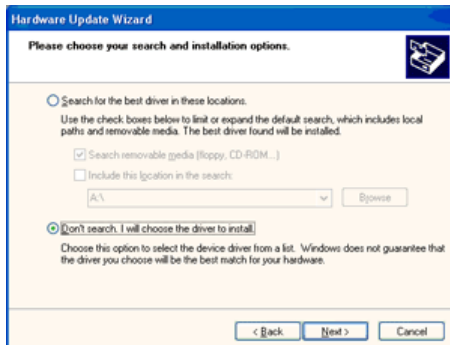 Hardware Update Wizard
Please choose your search and installation options.
Search for the best driver in these locations.
Use the check boxes below to limit or expand the default search, which includes local
paths and removable media. The best driver found will be installed.
Search removable media (floppy, CD-ROM...)
Include this location in the search:
A:\
Browse
Don't search. I will choose the driver to install.
Choose this option to select the device driver from a list. Windows does not guarantee that
the driver you choose will be the best match for your hardware.
< Back Next > Cancel